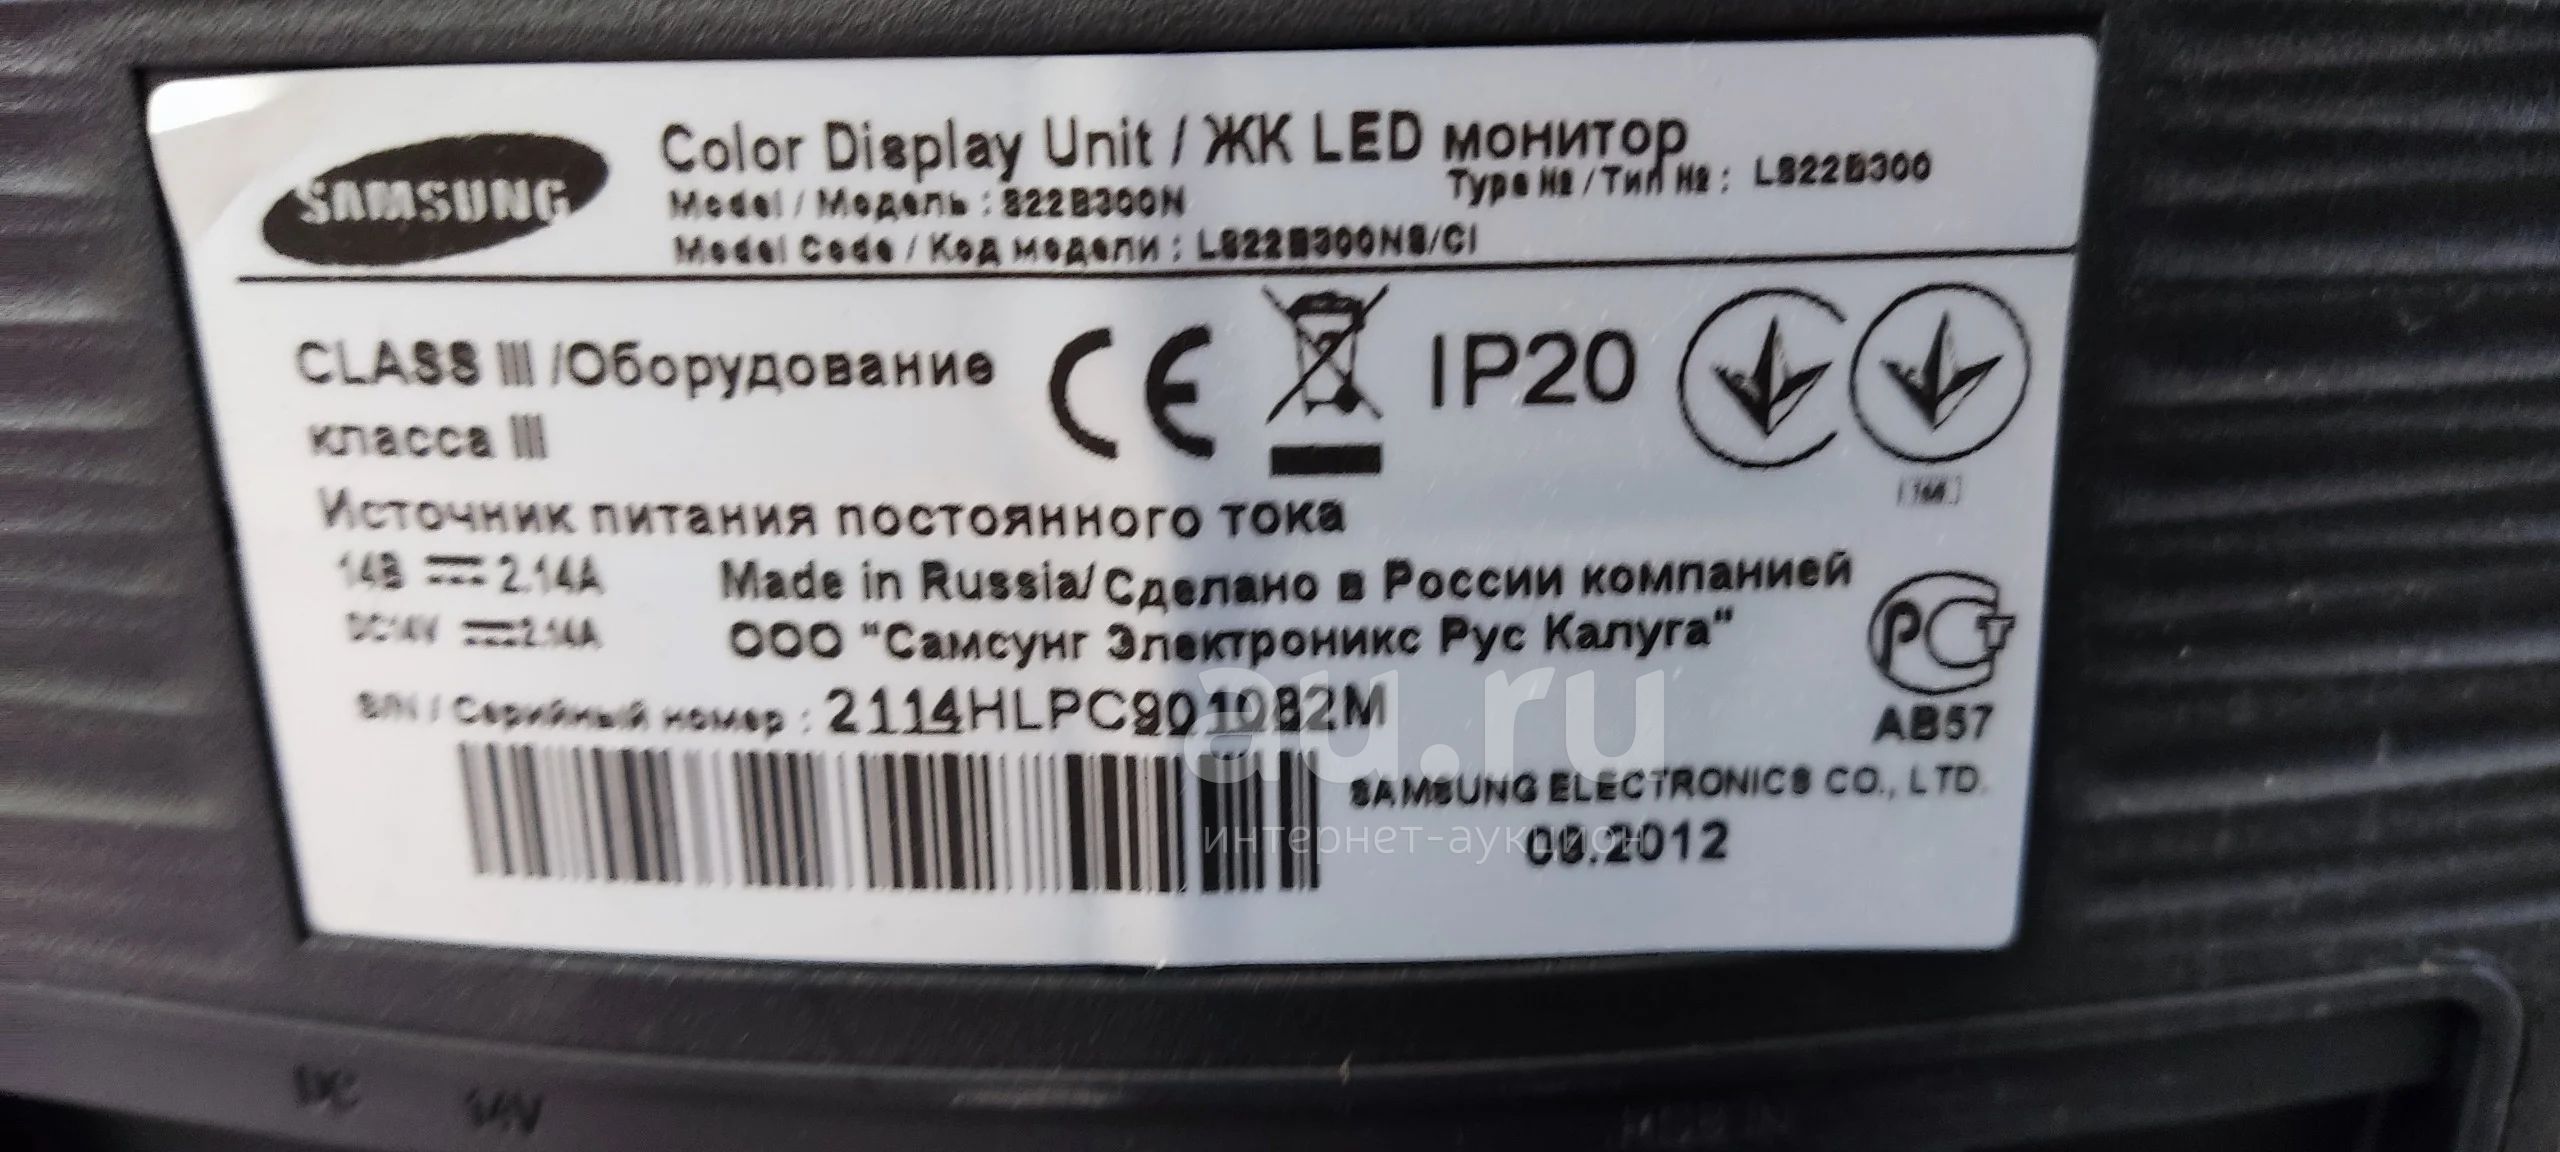 SAMSUNG
Color Display Unit / ЖК LED монитор
Model / Модель : S22B300N
Type № / Тип № : LS22B300
Model Code / Код модели : LS22B300NS/CI
CLASS III /Оборудование
класса III
CE
IP20
Источник питания постоянного тока
14В 2.14A
DC14V 2.14A
Made in Russia/Сделано в России компанией
ООО "Самсунг Электроникс Рус Калуга"
S/N / Серийный номер : 2114HLPC901082M
РСТ
АВ57
SAMSUNG ELECTRONICS CO., LTD.
2012
au.ru
интернет-аукцион
DC 14V